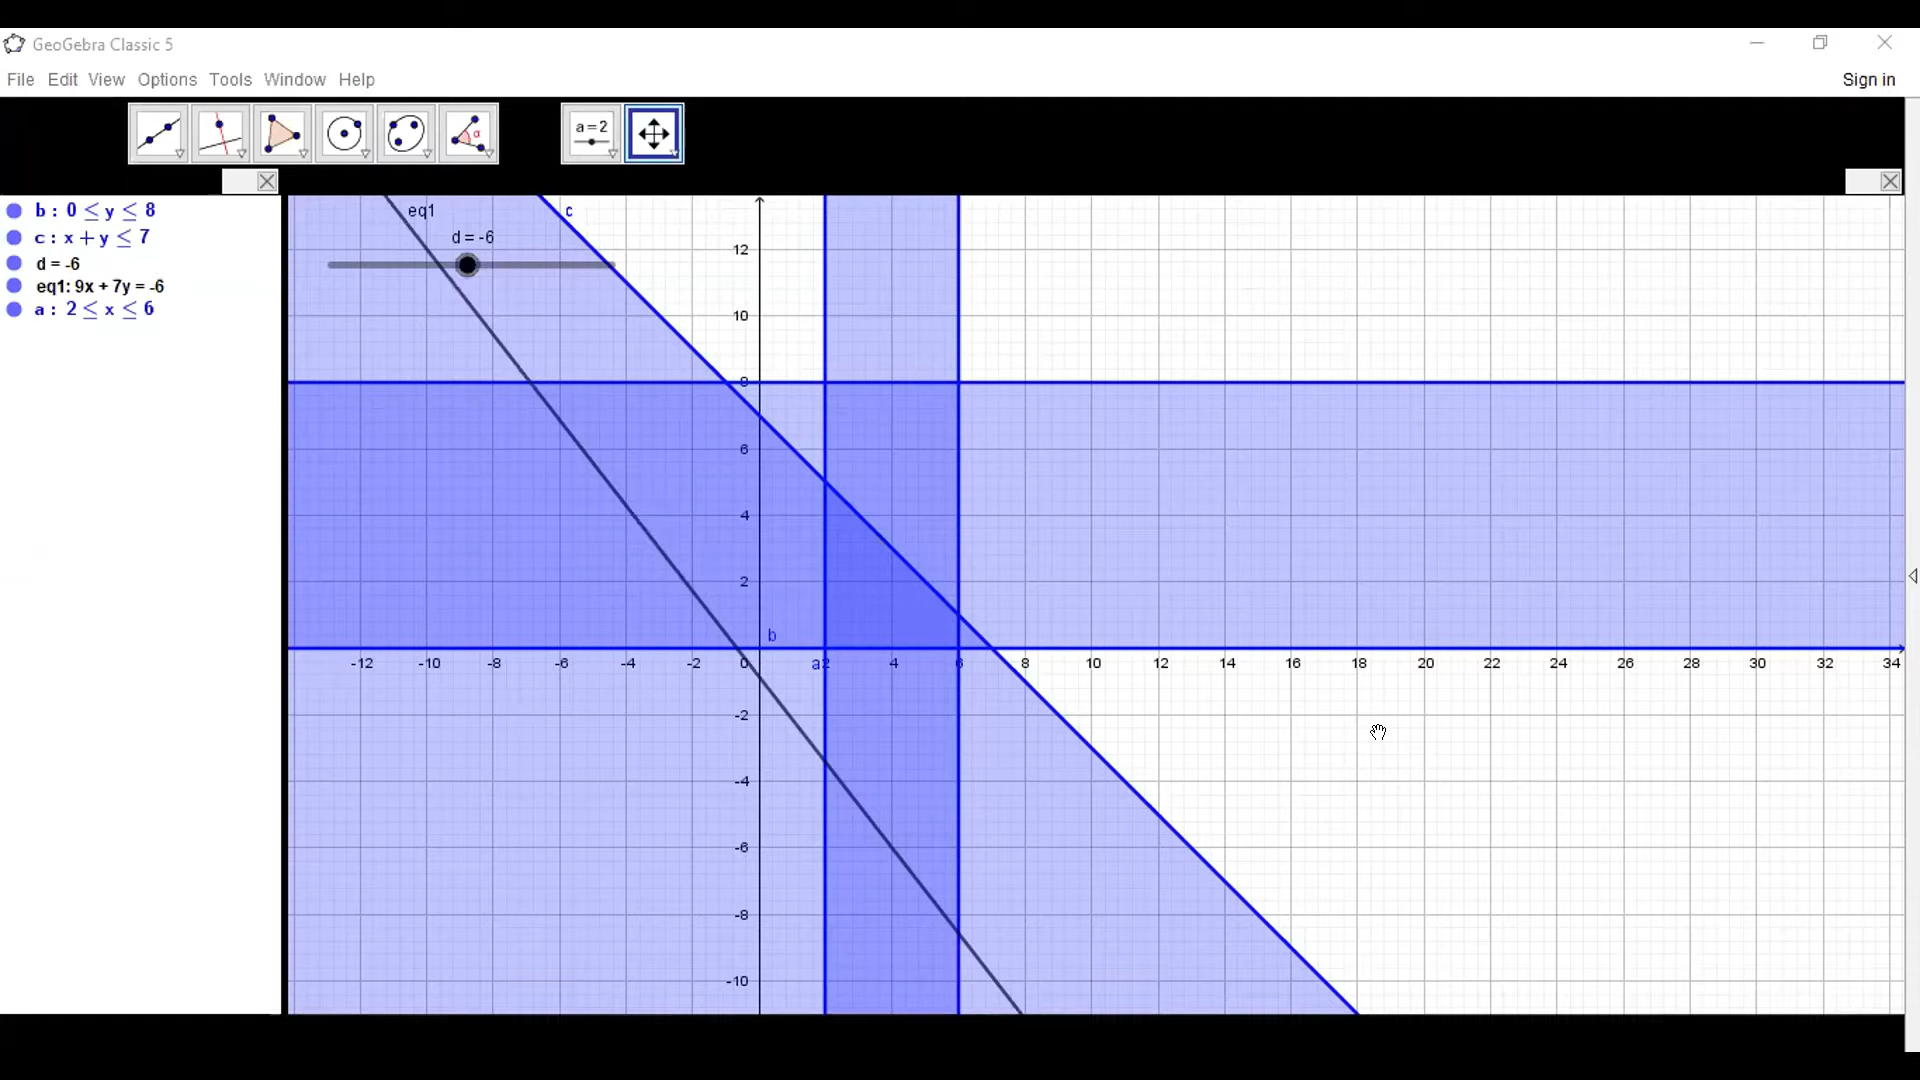 GeoGebra Classic 5
File Edit View Options Tools Window Help
Sign in
a=2
α
b : 0 ≤ y ≤ 8
c : x + y ≤ 7
d = -6
eq1: 9x + 7y = -6
a : 2 ≤ x ≤ 6
eq1
c
d = -6
12
10
8
6
4
2
b
-12 -10 -8 -6 -4 -2 0 a 2 4 6 8 10 12 14 16 18 20 22 24 26 28 30 32 34
-2
-4
-6
-8
-10